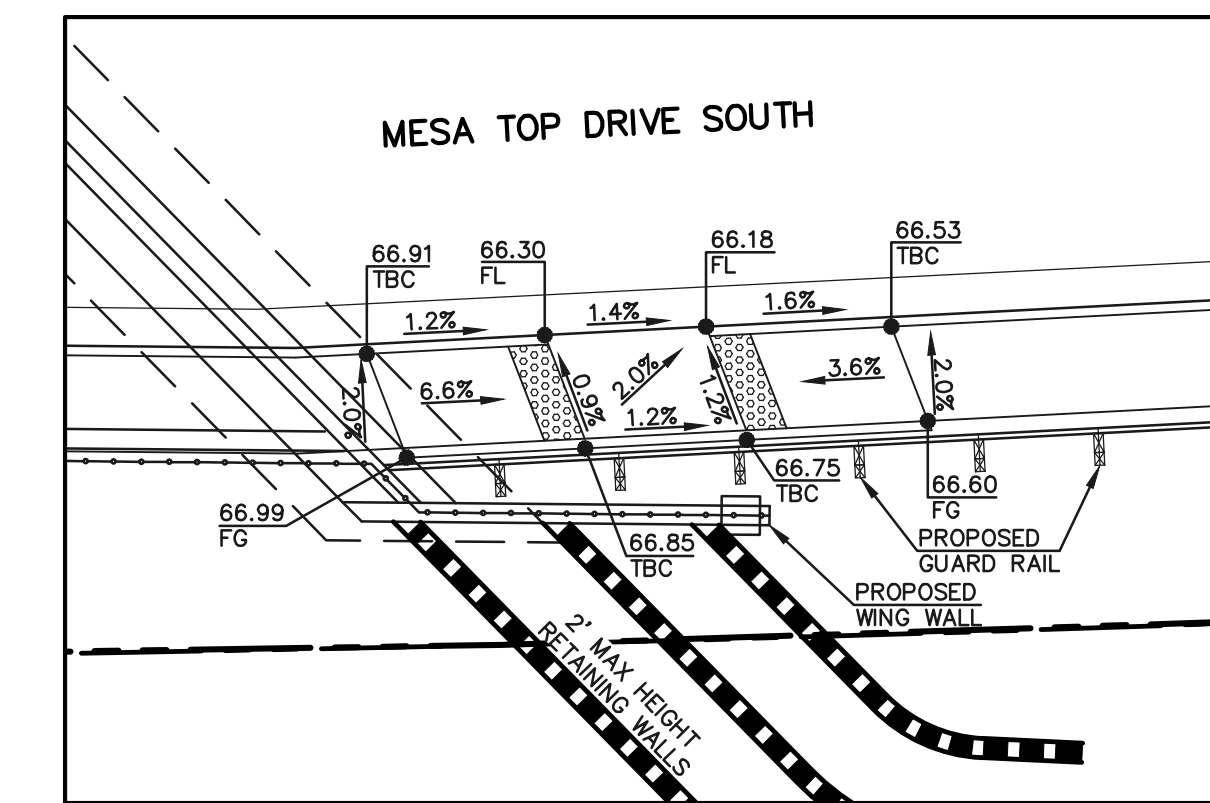 MESA TOP DRIVE SOUTH
66.91
TBC
66.30
FL
66.18
FL
66.53
TBC
1.2%
1.4%
1.6%
2.0%
6.6%
0.9%
2.0%
1.2%
1.2%
3.6%
2.0%
66.99
FG
66.85
TBC
66.75
TBC
66.60
FG
PROPOSED
GUARD RAIL
PROPOSED
WING WALL
2' MAX HEIGHT
RETAINING WALLS